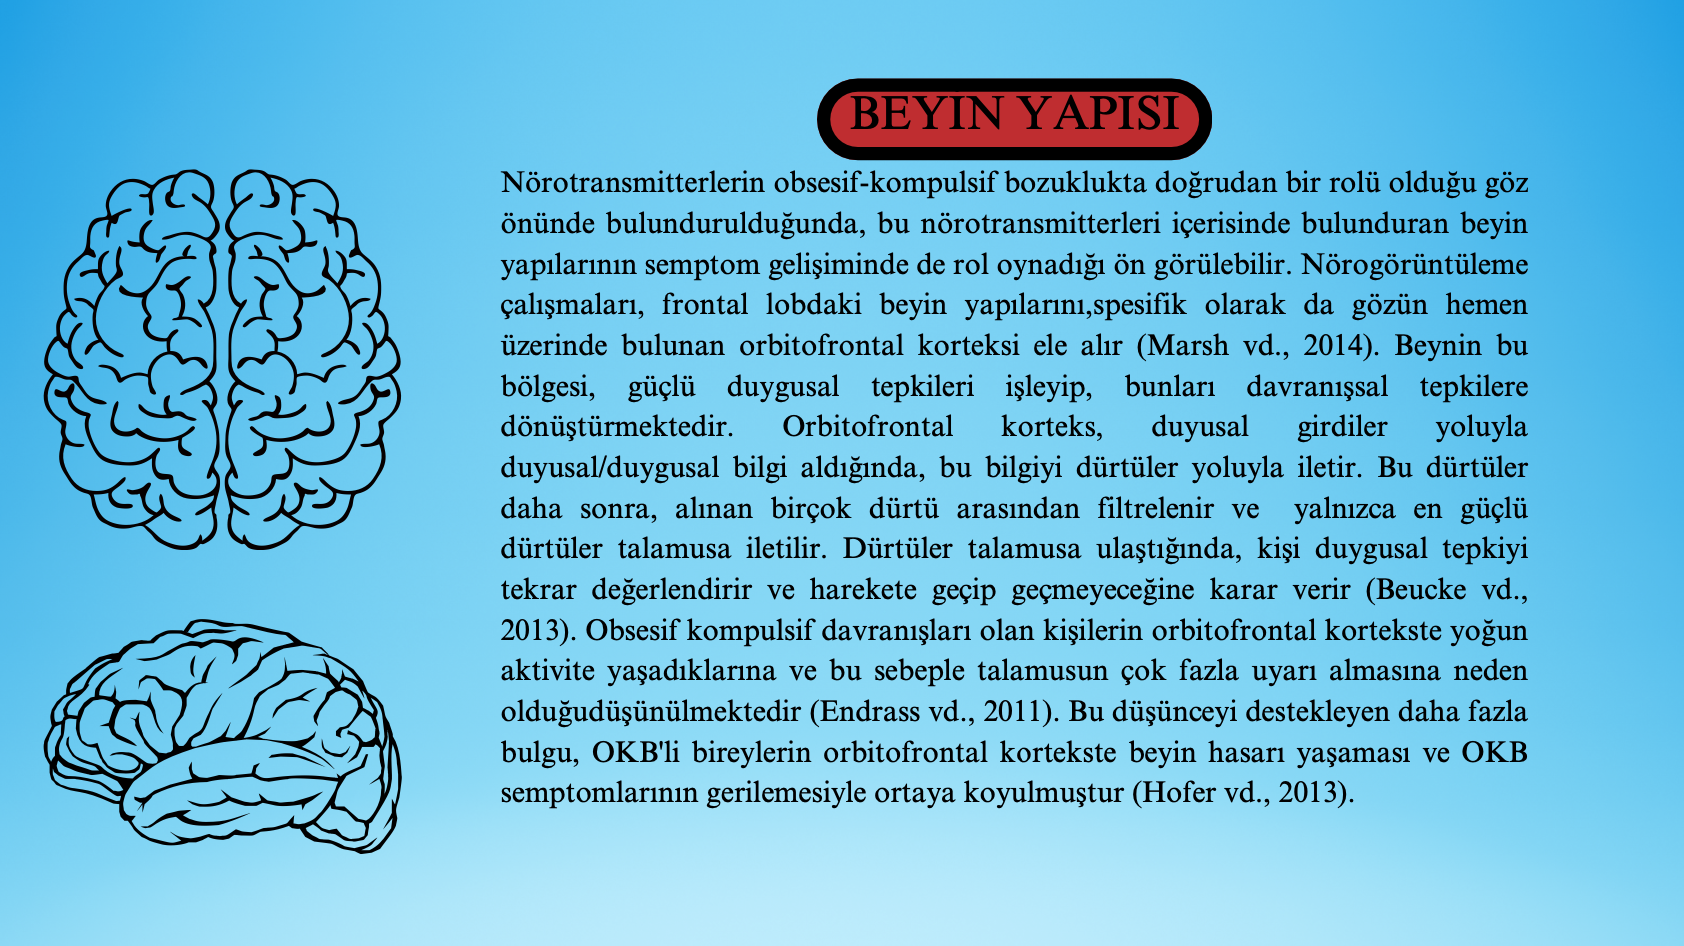 BEYIN YAPISI
Nörotransmitterlerin obsesif-kompulsif bozuklukta doğrudan bir rolü olduğu göz
önünde bulundurulduğunda, bu nörotransmitterleri içerisinde bulunduran beyin
yapılarının semptom gelişiminde de rol oynadığı ön görülebilir. Nörogörüntüleme
çalışmaları, frontal lobdaki beyin yapılarını,spesifik olarak da gözün hemen
üzerinde bulunan orbitofrontal korteksi ele alır (Marsh vd., 2014). Beynin bu
bölgesi, güçlü duygusal tepkileri işleyip, bunları davranışsal tepkilere
dönüştürmektedir. Orbitofrontal korteks, duyusal girdiler yoluyla
duyusal/duygusal bilgi aldığında, bu bilgiyi dürtüler yoluyla iletir. Bu dürtüler
daha sonra, alınan birçok dürtü arasından filtrelenir ve yalnızca en güçlü
dürtüler talamusa iletilir. Dürtüler talamusa ulaştığında, kişi duygusal tepkiyi
tekrar değerlendirir ve harekete geçip geçmeyeceğine karar verir (Beucke vd.,
2013). Obsesif kompulsif davranışları olan kişilerin orbitofrontal kortekste yoğun
aktivite yaşadıklarına ve bu sebeple talamusun çok fazla uyarı almasına neden
olduğudüşünülmektedir (Endrass vd., 2011). Bu düşünceyi destekleyen daha fazla
bulgu, OKB'li bireylerin orbitofrontal kortekste beyin hasarı yaşaması ve OKB
semptomlarının gerilemesiyle ortaya koyulmuştur (Hofer vd., 2013).